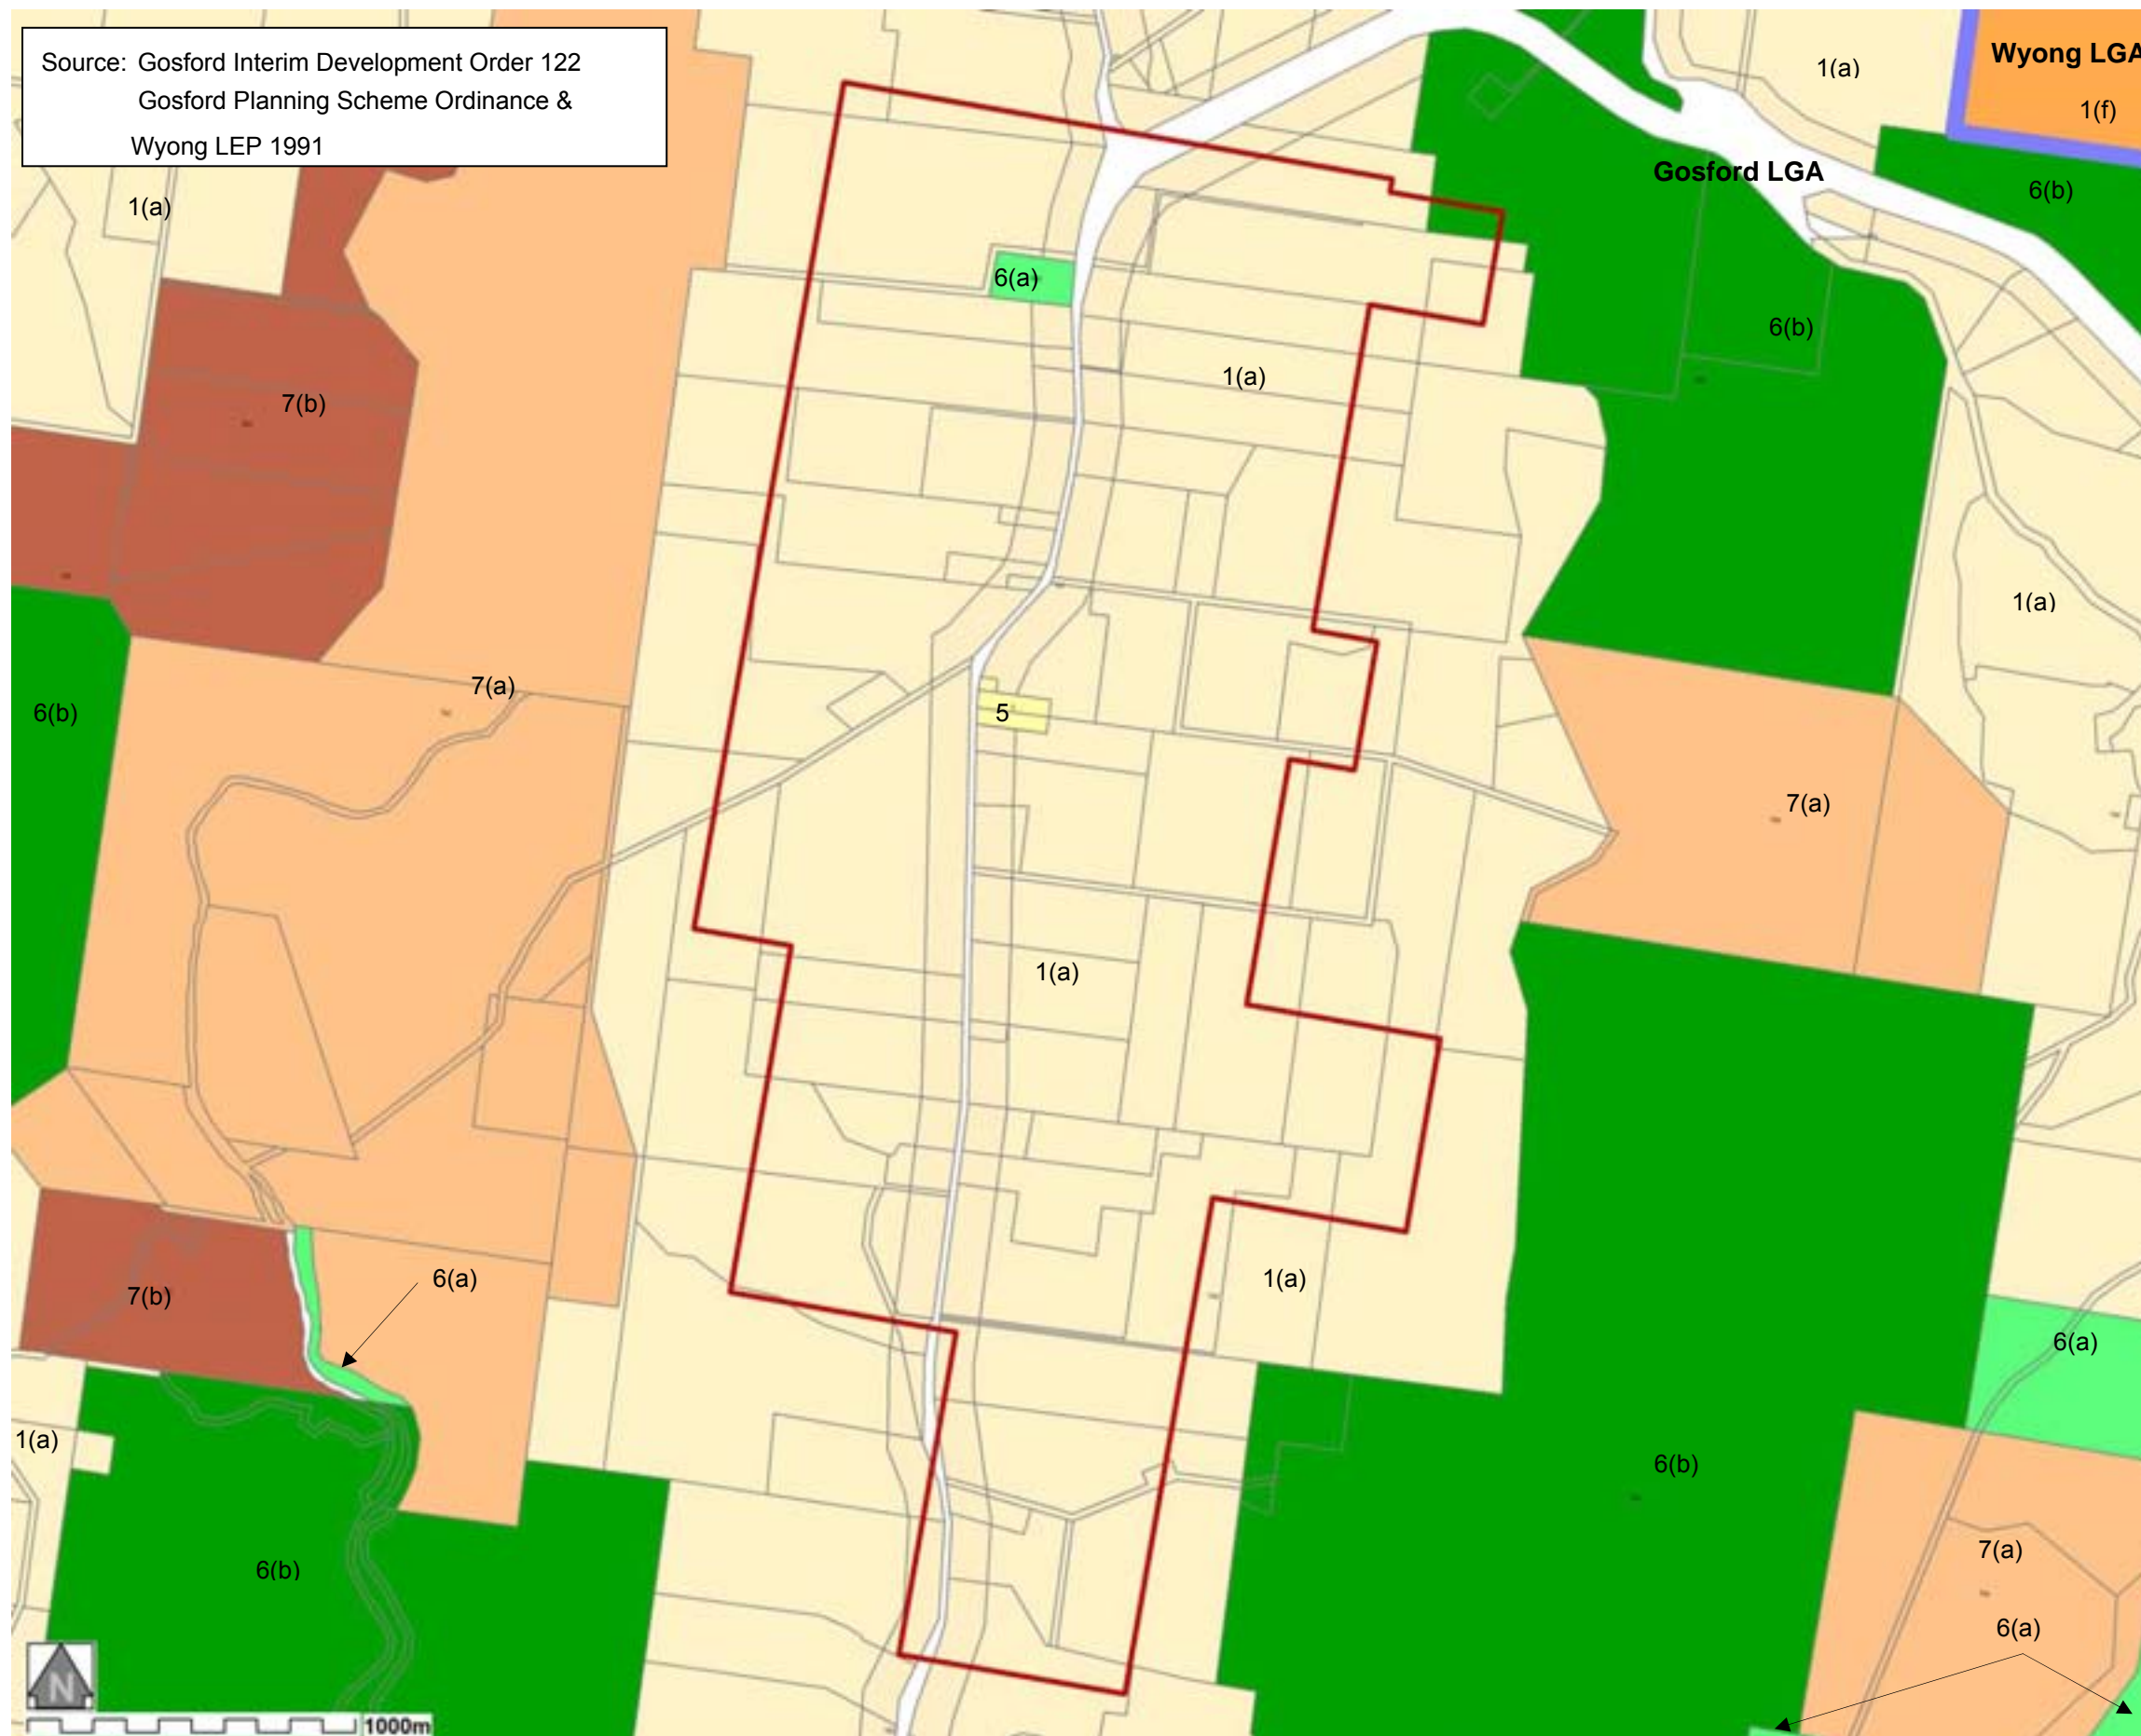 Source: Gosford Interim Development Order 122
Gosford Planning Scheme Ordinance &
Wyong LEP 1991
1(a)
Wyong LGA
1(f)
Gosford LGA
6(b)
1(a)
6(a)
6(b)
1(a)
7(b)
1(a)
7(a)
6(b)
5
7(a)
1(a)
6(a)
1(a)
7(b)
6(a)
1(a)
6(b)
7(a)
6(b)
6(a)
N
1000m